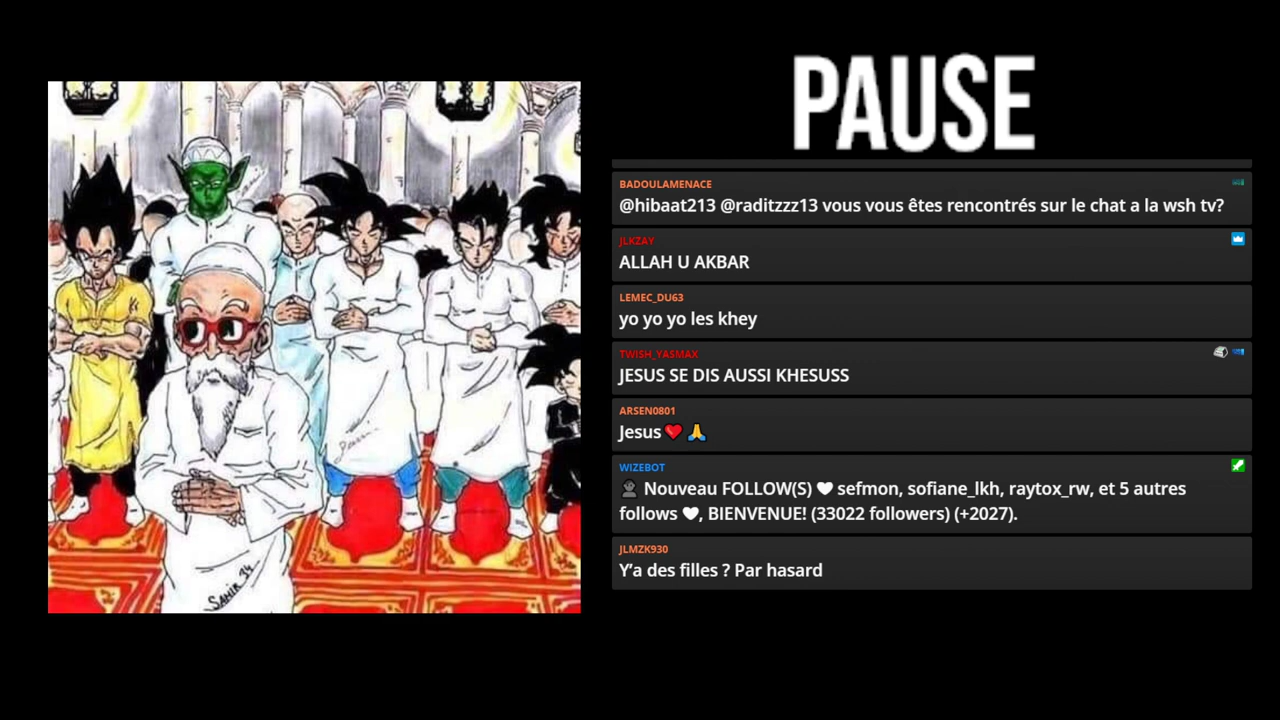 PAUSE
BADOULAMENACE
@hibaat213 @raditzzz13 vous vous êtes rencontrés sur le chat a la wsh tv?
JLKZAY
ALLAH U AKBAR
LEMEC_DU63
yo yo yo les khey
TWISH_YASMAX
JESUS SE DIS AUSSI KHESUSS
ARSEN0801
Jesus❤️ 🙏
WIZEBOT
👤 Nouveau FOLLOW(S) ♥ sefmon, sofiane_lkh, raytox_rw, et 5 autres
follows ♥, BIENVENUE! (33022 followers) (+2027).
JLMZK930
Y'a des filles ? Par hasard
SAHIR 34